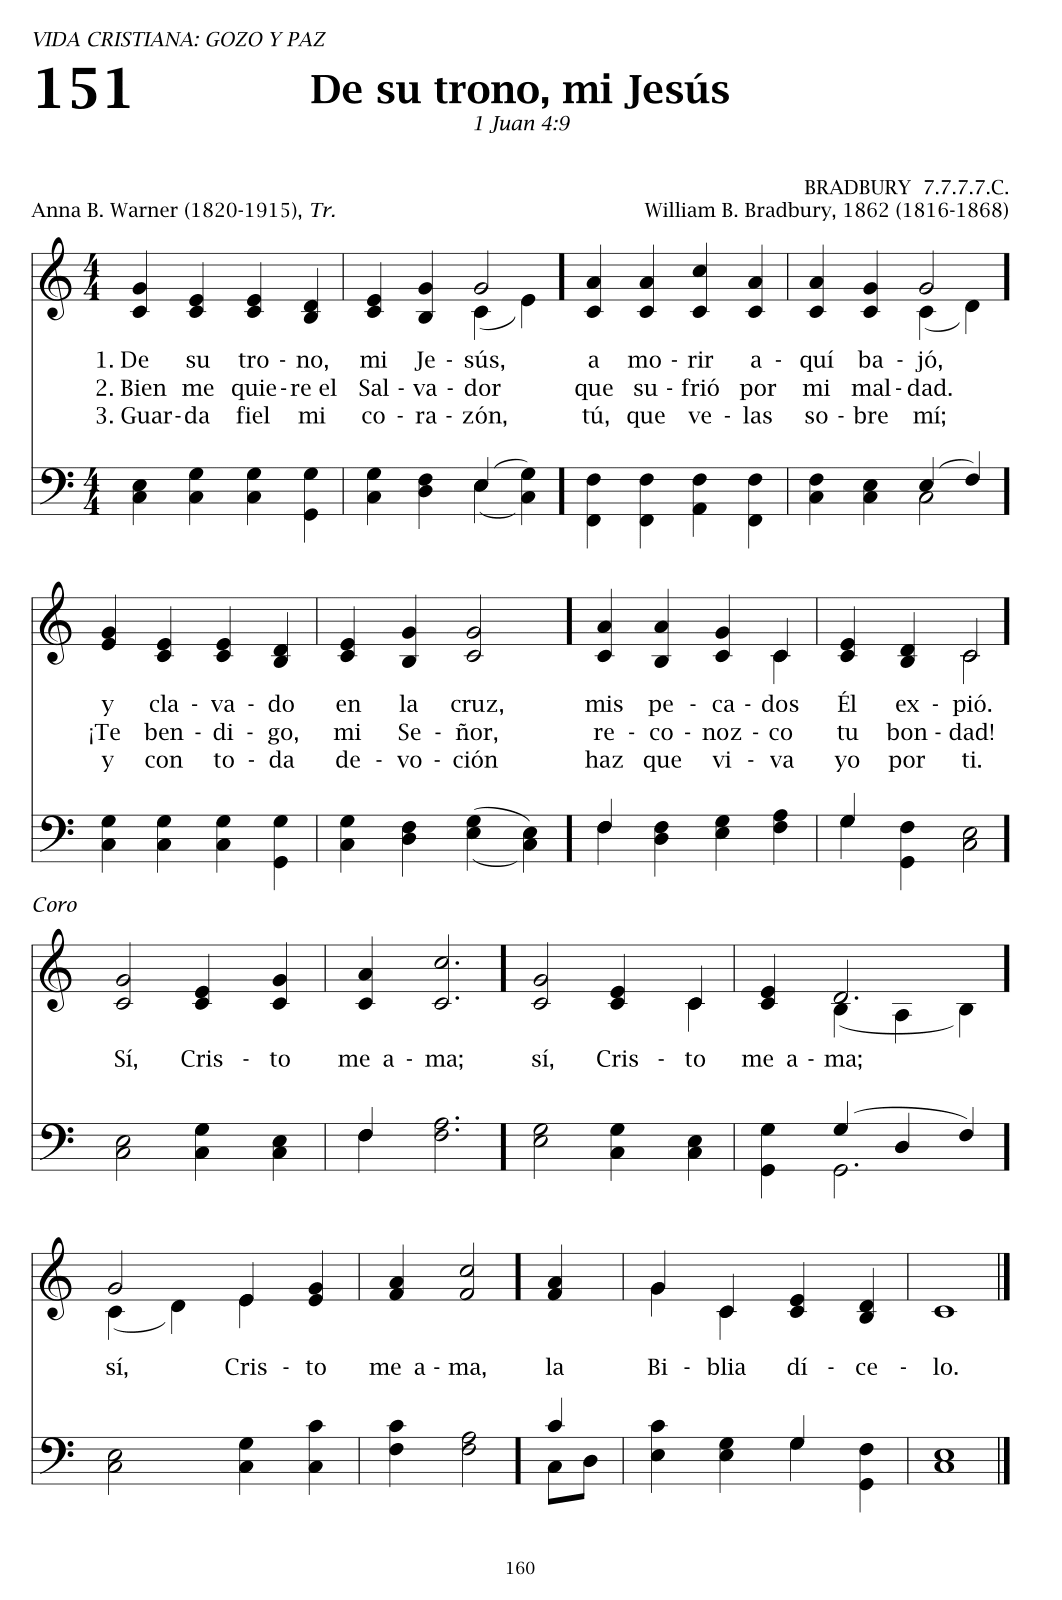 VIDA CRISTIANA: GOZO Y PAZ
151
De su trono, mi Jesús
1 Juan 4:9
BRADBURY 7.7.7.7.C.
Anna B. Warner (1820-1915), Tr.
William B. Bradbury, 1862 (1816-1868)
1. De su tro - no, mi Je - sús, a mo - rir a - quí ba - jó,
2. Bien me quie - re el Sal - va - dor que su - frió por mi mal - dad.
3. Guar - da fiel mi co - ra - zón, tú, que ve - las so - bre mí;
y cla - va - do en la cruz, mis pe - ca - dos Él ex - pió.
¡Te ben - di - go, mi Se - ñor, re - co - noz - co tu bon - dad!
y con to - da de - vo - ción haz que vi - va yo por ti.
Coro
Sí, Cris - to me a - ma; sí, Cris - to me a - ma;
sí, Cris - to me a - ma, la Bi - blia dí - ce - lo.
160